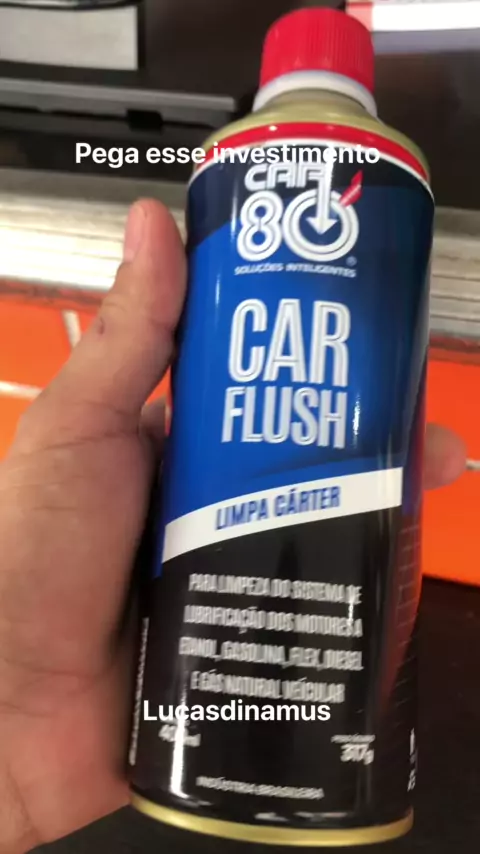 Pega esse investimento
CAR
80
SOLUÇÕES INTELIGENTES
CAR
FLUSH
LIMPA CÁRTER
PARA LIMPEZA DO SISTEMA DE
LUBRIFICAÇÃO DOS MOTORES A
ETANOL, GASOLINA, FLEX, DIESEL
E GÁS NATURAL VEICULAR
Lucasdinamus
317g
INDÚSTRIA BRASILEIRA